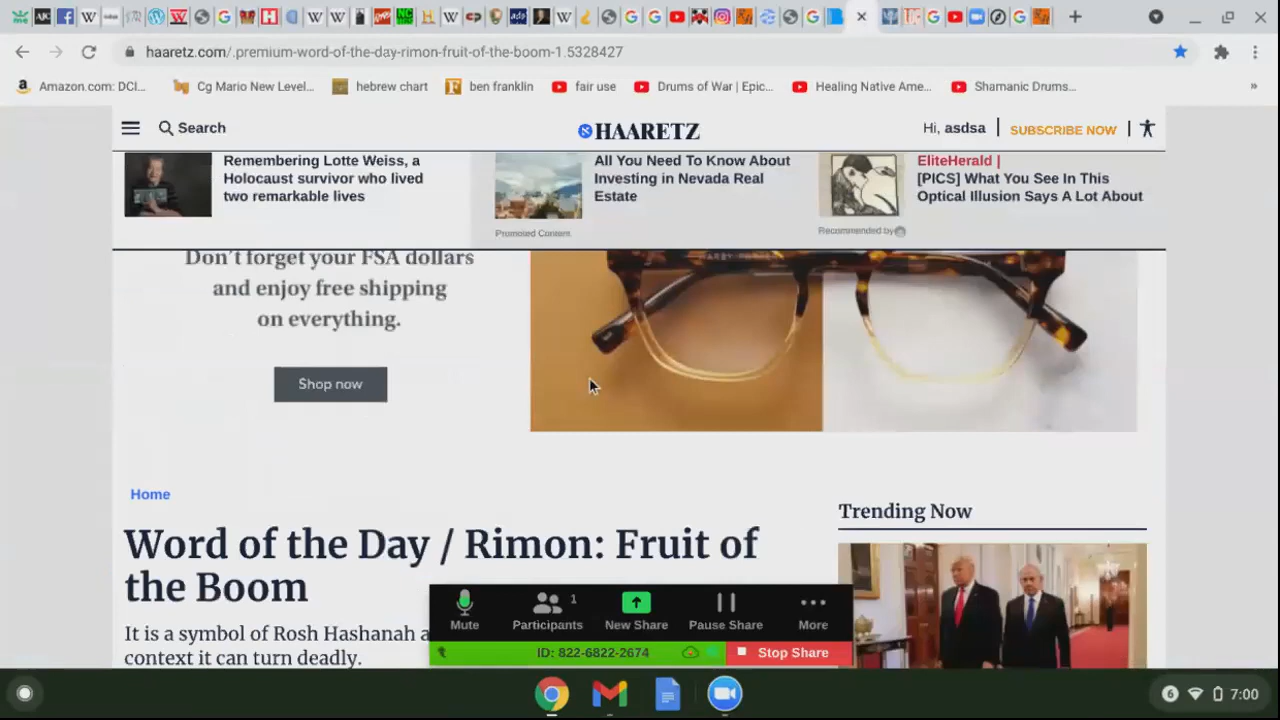 haaretz.com/.premium-word-of-the-day-rimon-fruit-of-the-boom-1.5328427
Amazon.com: DCI...
Cg Mario New Level...
hebrew chart
ben franklin
fair use
Drums of War | Epic...
Healing Native Ame...
Shamanic Drums...
»
Search
HAARETZ
Hi, asdsa
SUBSCRIBE NOW
Remembering Lotte Weiss, a
Holocaust survivor who lived
two remarkable lives
All You Need To Know About
Investing in Nevada Real
Estate
Promoted Content
EliteHerald |
[PICS] What You See In This
Optical Illusion Says A Lot About
Recommended by
Don't forget your FSA dollars
and enjoy free shipping
on everything.
Shop now
Home
Word of the Day / Rimon: Fruit of
the Boom
It is a symbol of Rosh Hashanah a
context it can turn deadly.
Trending Now
Mute
Participants
1
New Share
Pause Share
More
ID: 822-6822-2674
Stop Share
6
7:00